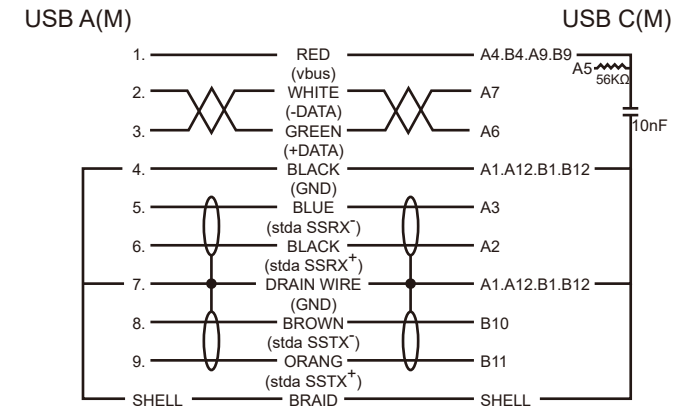 USB A(M) USB C(M)
1. RED A4.B4.A9.B9
(vbus) A5 56KΩ
2. WHITE A7
(-DATA) 10nF
3. GREEN A6
(+DATA)
4. BLACK A1.A12.B1.B12
(GND)
5. BLUE A3
(stda SSRX-)
6. BLACK A2
(stda SSRX+)
7. DRAIN WIRE A1.A12.B1.B12
(GND)
8. BROWN B10
(stda SSTX-)
9. ORANG B11
(stda SSTX+)
SHELL BRAID SHELL